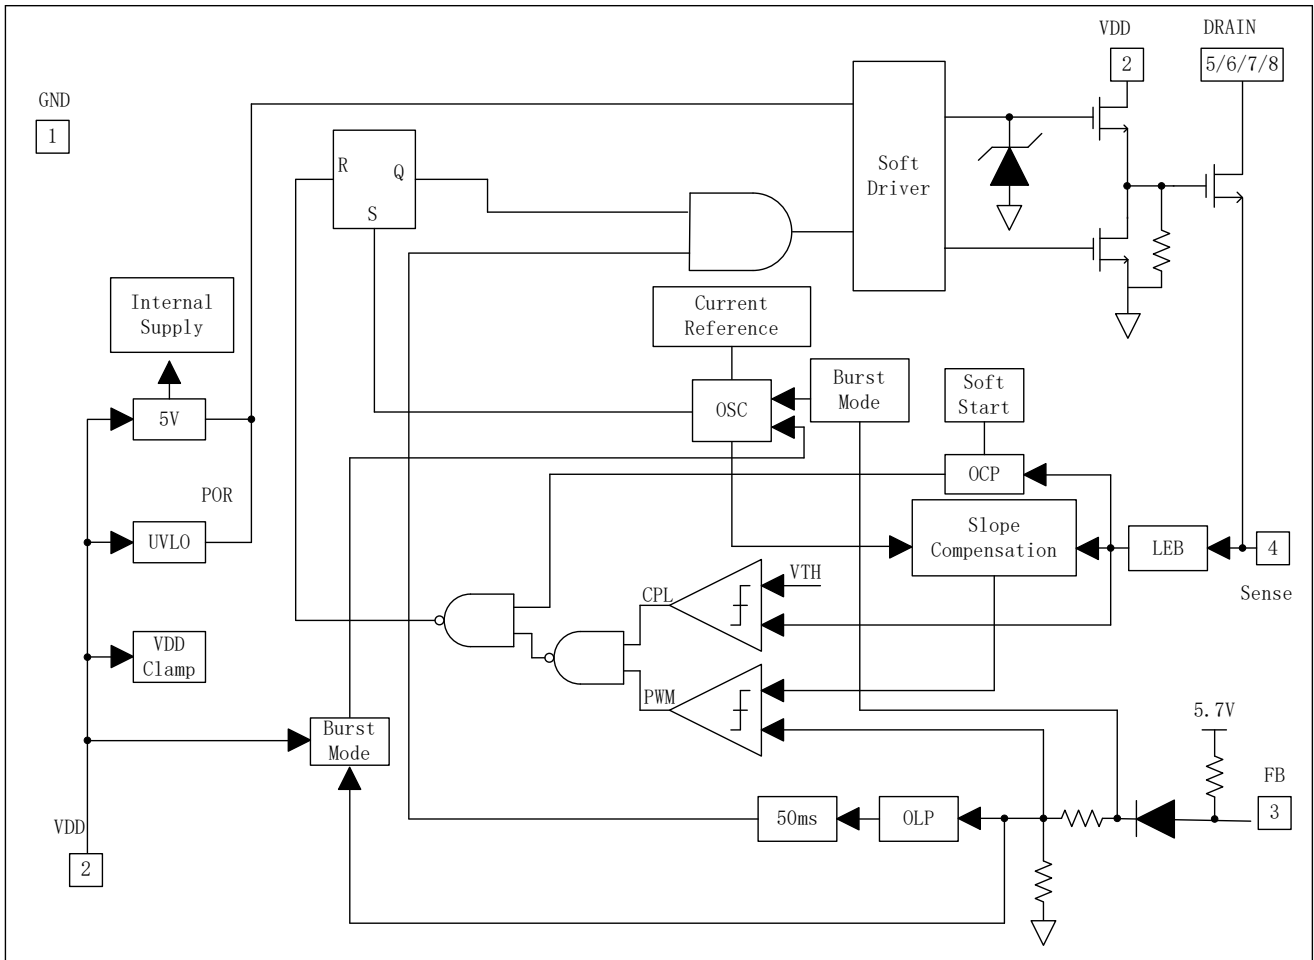 VDD
DRAIN
2
5/6/7/8
GND
1
R
Q
S
Soft
Driver
Internal
Supply
Current
Reference
Burst
Mode
Soft
Start
5V
OSC
OCP
POR
UVLO
Slope
Compensation
LEB
4
Sense
VTH
CPL
VDD
Clamp
PWM
5.7V
Burst
Mode
FB
3
50ms
OLP
VDD
2